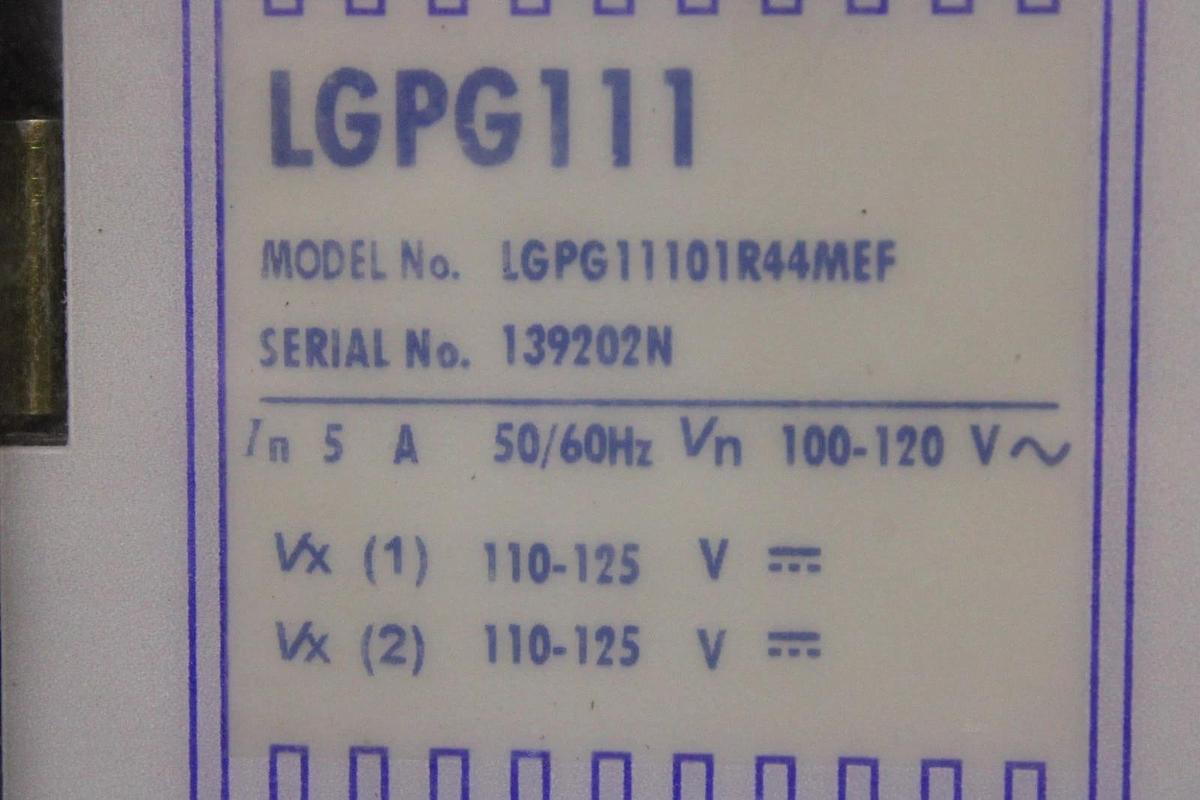 LGPG111
MODEL No. LGPG11101R44MEF
SERIAL No. 139202N
In 5 A 50/60Hz Vn 100-120 V ~
Vx (1) 110-125 V ⎓
Vx (2) 110-125 V ⎓